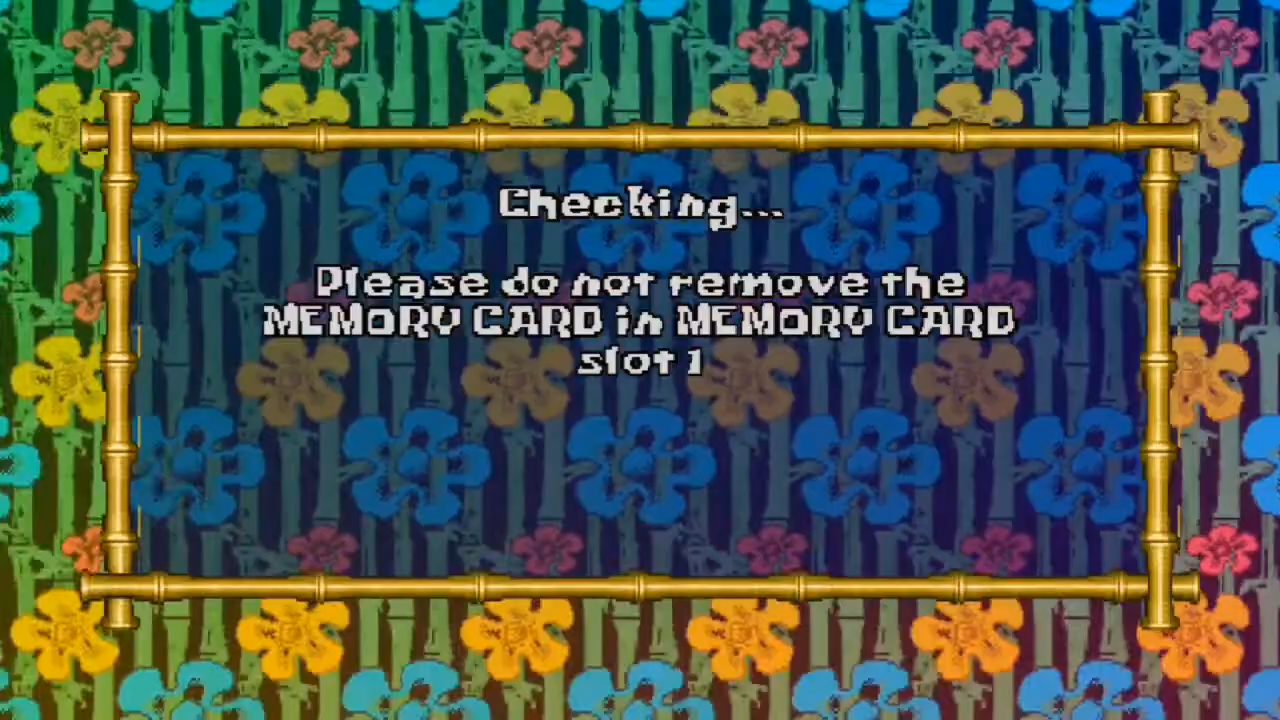 Checking...
Please do not remove the
MEMORY CARD in MEMORY CARD
slot 1